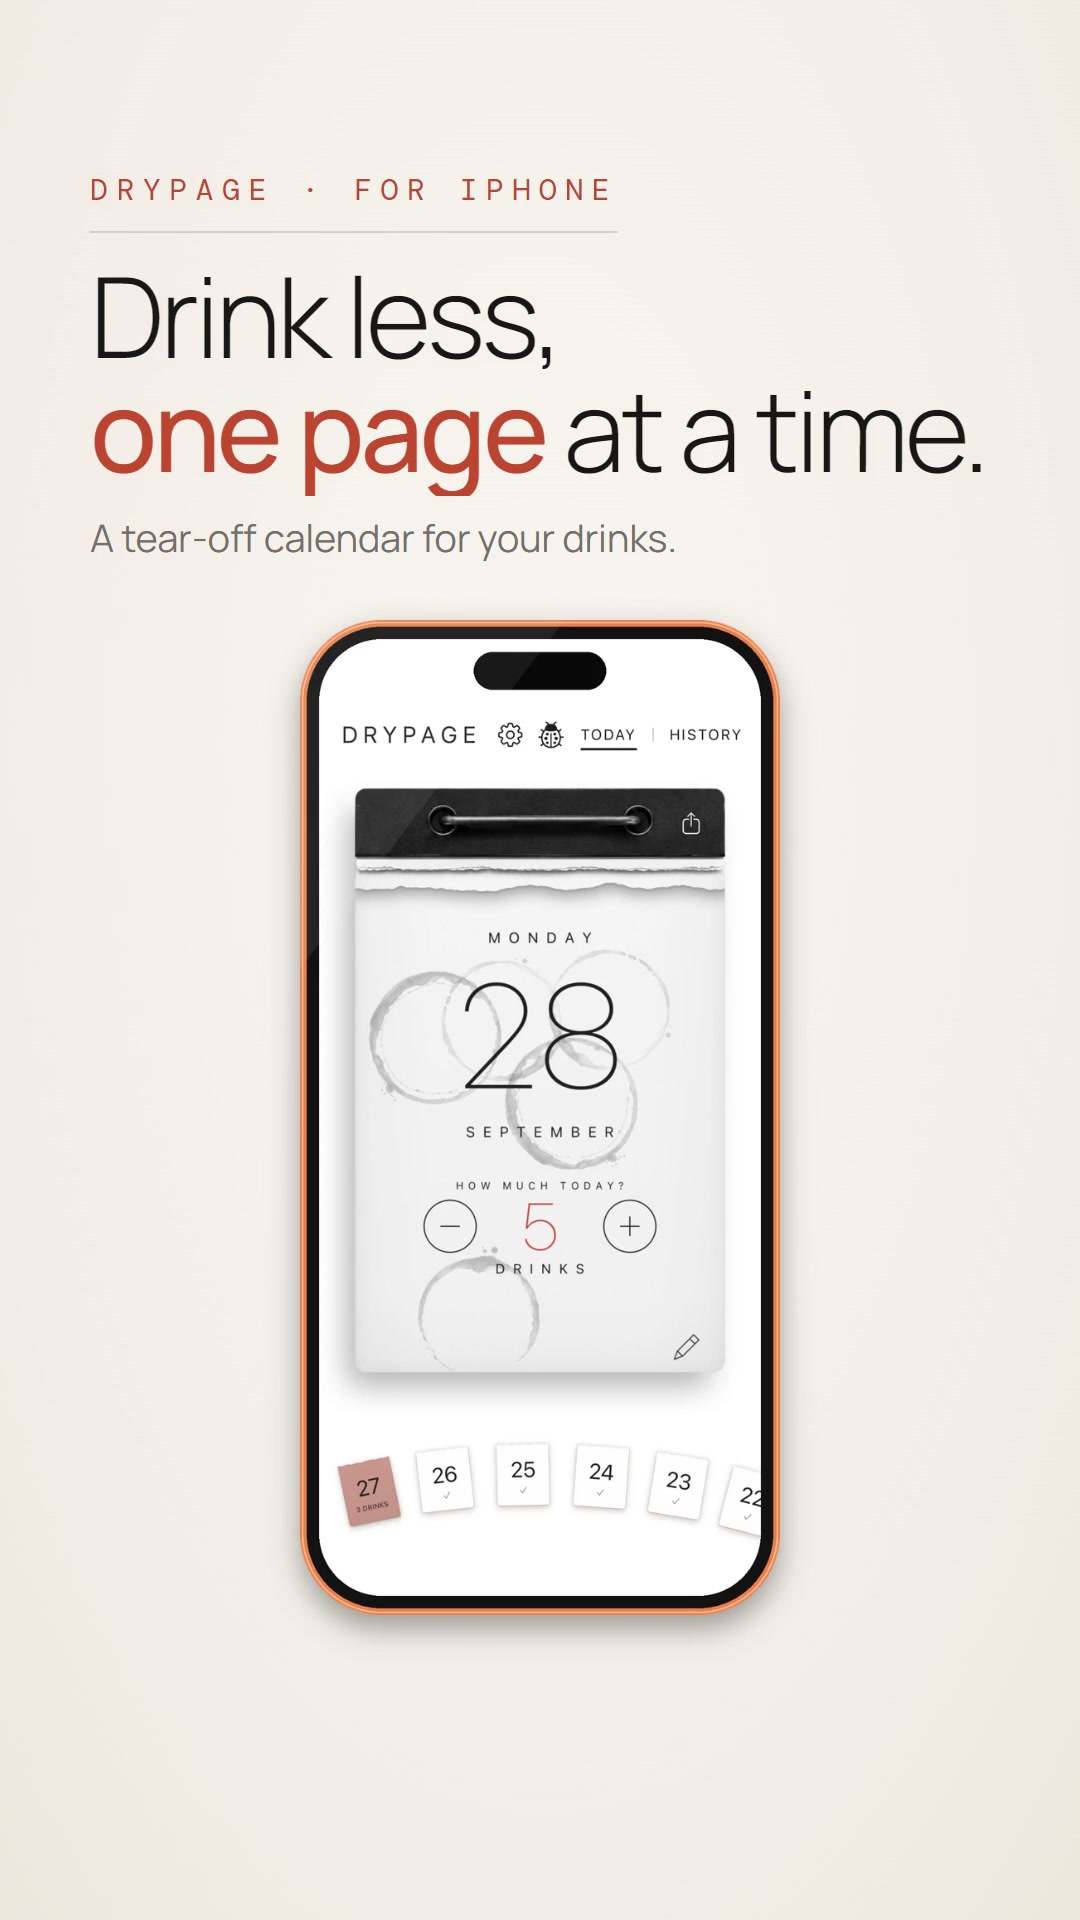 DRYPAGE · FOR IPHONE
Drink less,
one page at a time.
A tear-off calendar for your drinks.
DRYPAGE TODAY | HISTORY
MONDAY
28
SEPTEMBER
HOW MUCH TODAY?
5
DRINKS
27 26 25 24 23 22
3 DRINKS